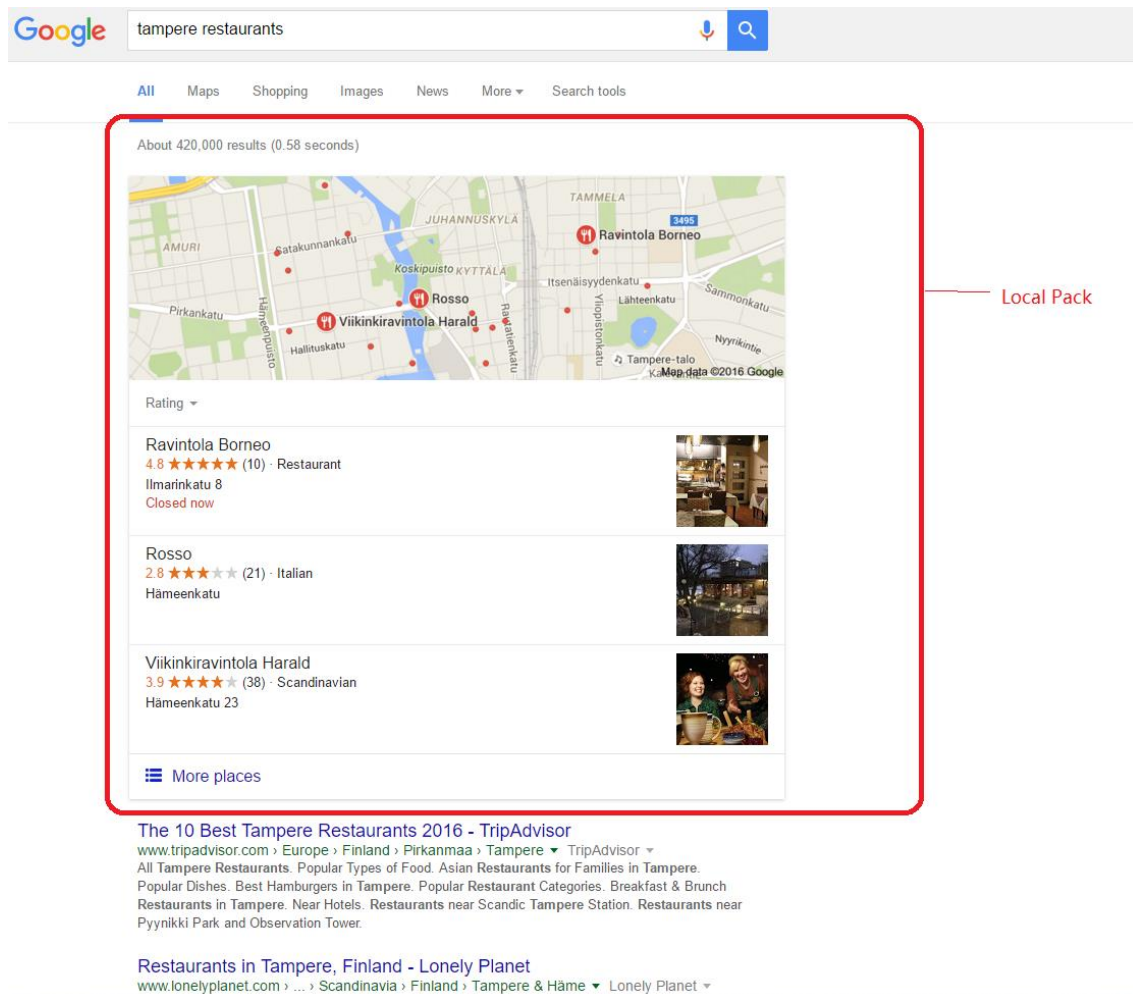 Google
tampere restaurants
All Maps Shopping Images News More Search tools
About 420,000 results (0.58 seconds)
TAMMELA
JUHANNUSKYLÄ
3495
Ravintola Borneo
AMURI
Satakunnankatu
Koskipuisto
KYTTÄLÄ
Itsenäisyydenkatu
Sammonkatu
Rosso
Lähteenkatu
Pirkankatu
Hämeenpuisto
Viikinkiravintola Harald
Rautatienkatu
Yliopistonkatu
Hallituskatu
Nyyrikintie
Tampere-talo
Map data ©2016 Google
Rating
Ravintola Borneo
4.8 ★★★★★ (10) · Restaurant
Ilmarinkatu 8
Closed now
Rosso
2.8 ★★★★★ (21) · Italian
Hämeenkatu
Viikinkiravintola Harald
3.9 ★★★★★ (38) · Scandinavian
Hämeenkatu 23
More places
Local Pack
The 10 Best Tampere Restaurants 2016 - TripAdvisor
www.tripadvisor.com › Europe › Finland › Pirkanmaa › Tampere ▼ TripAdvisor ▼
All Tampere Restaurants. Popular Types of Food. Asian Restaurants for Families in Tampere.
Popular Dishes. Best Hamburgers in Tampere. Popular Restaurant Categories. Breakfast & Brunch
Restaurants in Tampere. Near Hotels. Restaurants near Scandic Tampere Station. Restaurants near
Pyynikki Park and Observation Tower.
Restaurants in Tampere, Finland - Lonely Planet
www.lonelyplanet.com › ... › Scandinavia › Finland › Tampere & Häme ▼ Lonely Planet ▼